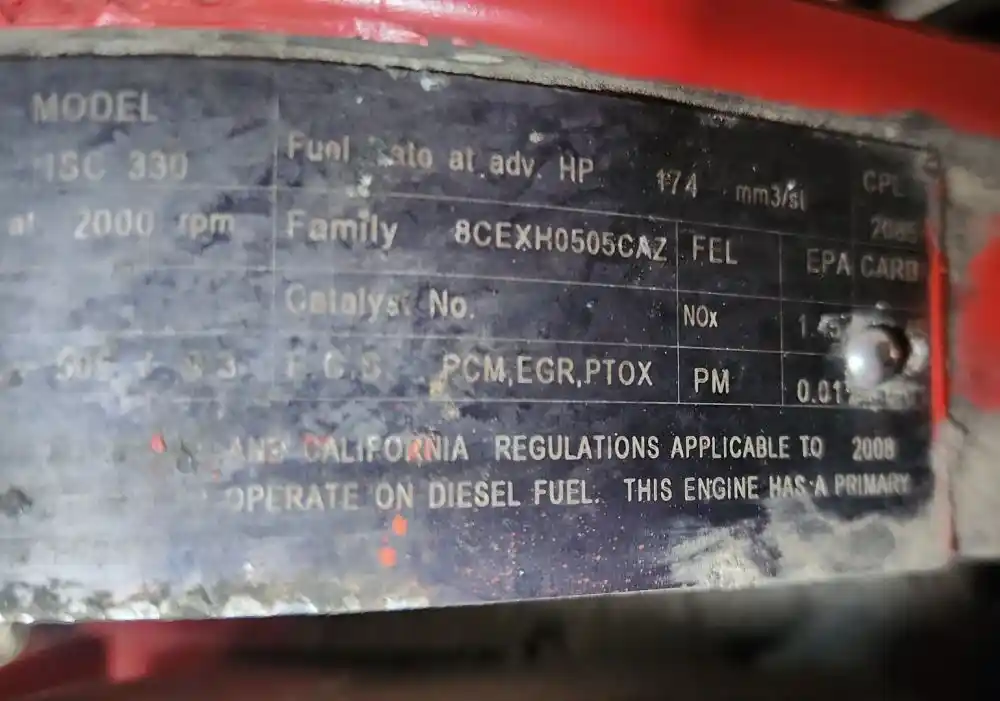 MODEL
ISC 330
Fuel at adv. HP 174 mm3/st CPL
at 2000 rpm Family 8CEXH0505CAZ FEL EPA CARB
Catalyst No. NOx
PCM,EGR,PTOX PM
AND CALIFORNIA REGULATIONS APPLICABLE TO 2008
OPERATE ON DIESEL FUEL. THIS ENGINE HAS A PRIMARY